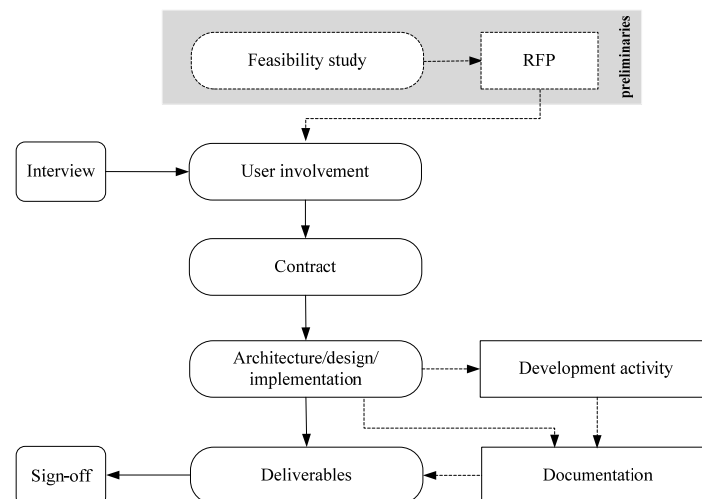 Feasibility study
RFP
preliminaries
Interview
User involvement
Contract
Architecture/design/
implementation
Development activity
Sign-off
Deliverables
Documentation